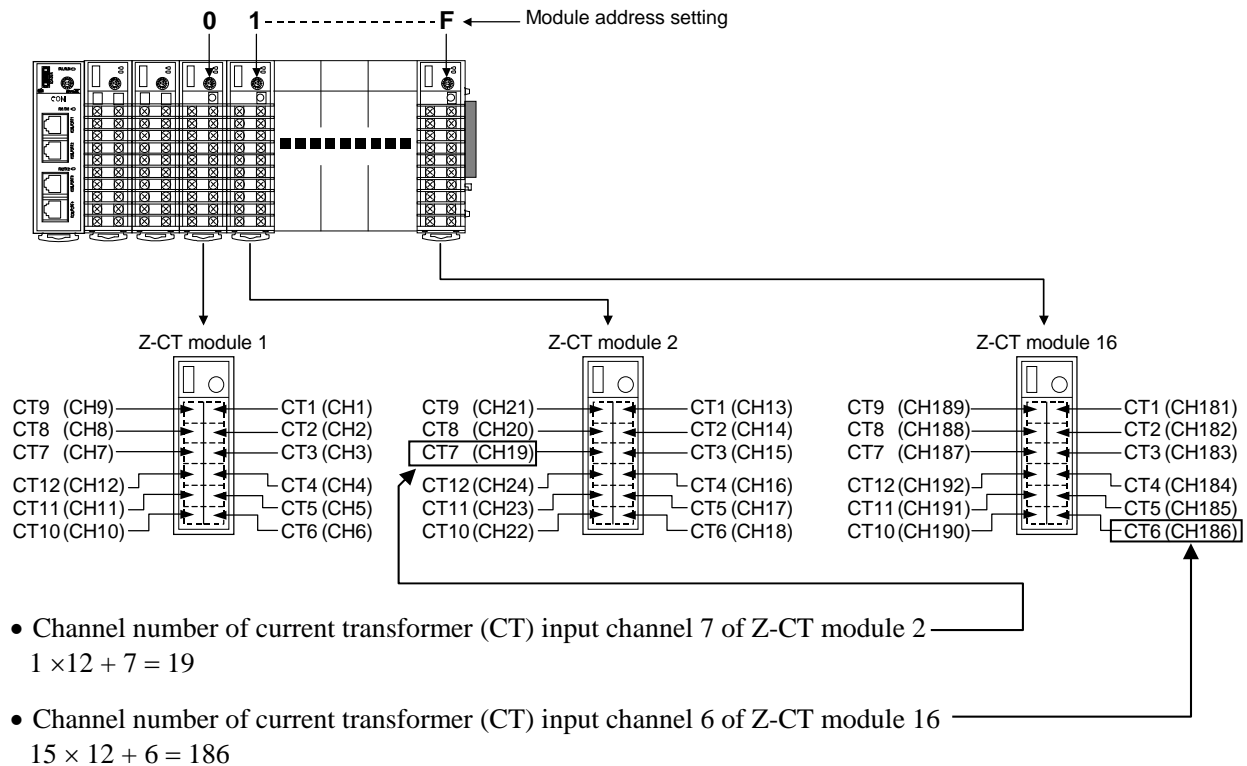 0 1 F Module address setting
COM
Z-CT module 1
CT9 (CH9) CT1 (CH1)
CT8 (CH8) CT2 (CH2)
CT7 (CH7) CT3 (CH3)
CT12 (CH12) CT4 (CH4)
CT11 (CH11) CT5 (CH5)
CT10 (CH10) CT6 (CH6)
Z-CT module 2
CT9 (CH21) CT1 (CH13)
CT8 (CH20) CT2 (CH14)
CT7 (CH19) CT3 (CH15)
CT12 (CH24) CT4 (CH16)
CT11 (CH23) CT5 (CH17)
CT10 (CH22) CT6 (CH18)
Z-CT module 16
CT9 (CH189) CT1 (CH181)
CT8 (CH188) CT2 (CH182)
CT7 (CH187) CT3 (CH183)
CT12 (CH192) CT4 (CH184)
CT11 (CH191) CT5 (CH185)
CT10 (CH190) CT6 (CH186)
• Channel number of current transformer (CT) input channel 7 of Z-CT module 2
1 ×12 + 7 = 19
• Channel number of current transformer (CT) input channel 6 of Z-CT module 16
15 × 12 + 6 = 186